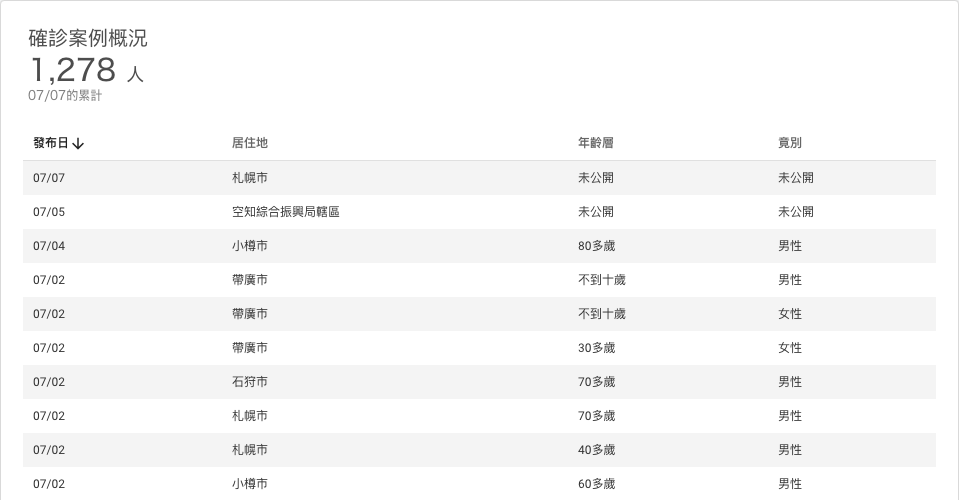 確診案例概況
1,278 人
07/07的累計
發布日↓ 居住地 年齡層 竟別
07/07 札幌市 未公開 未公開
07/05 空知綜合振興局轄區 未公開 未公開
07/04 小樽市 80多歲 男性
07/02 帶廣市 不到十歲 男性
07/02 帶廣市 不到十歲 女性
07/02 帶廣市 30多歲 女性
07/02 石狩市 70多歲 男性
07/02 札幌市 70多歲 男性
07/02 札幌市 40多歲 男性
07/02 小樽市 60多歲 男性